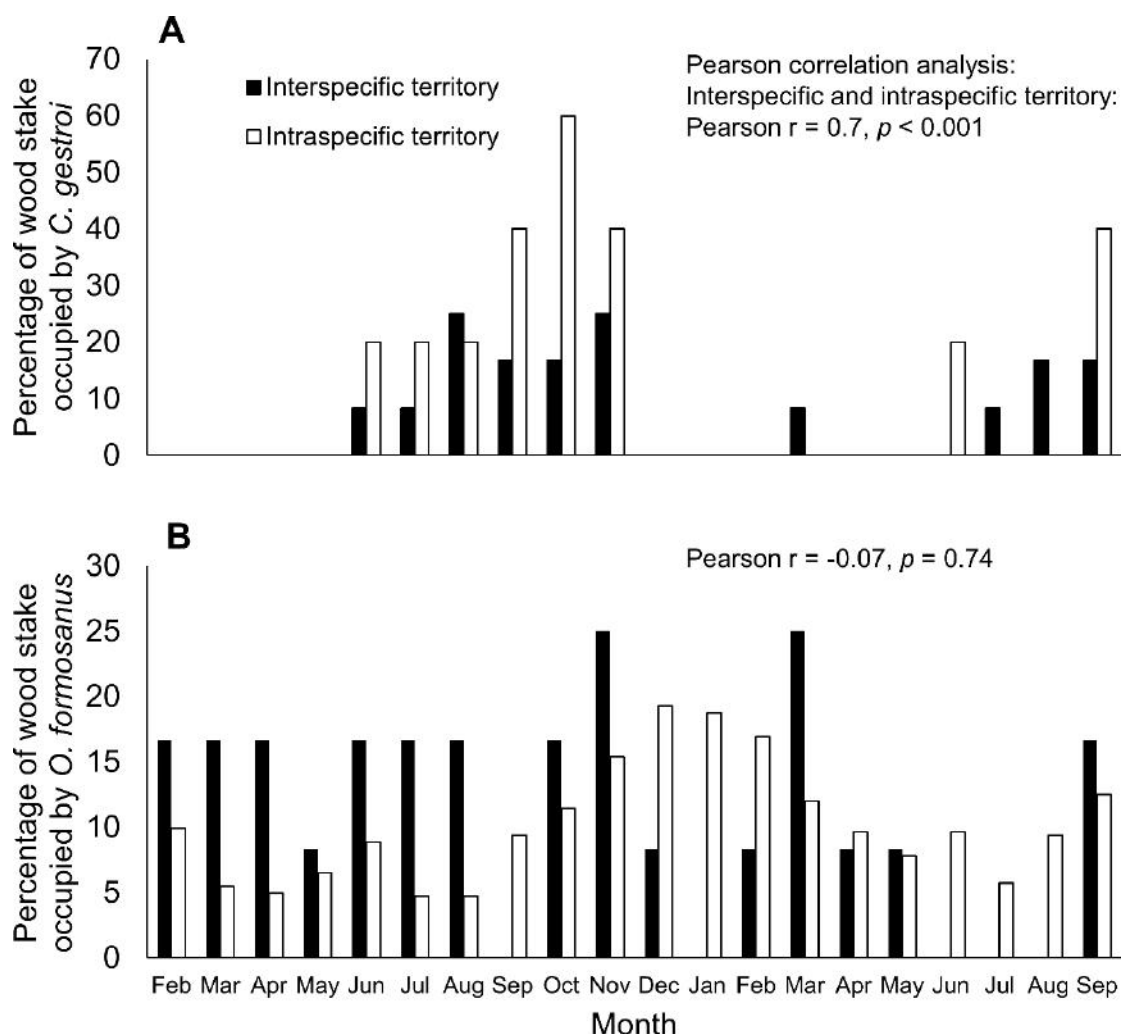 A
70
60
50
40
30
20
10
0
Percentage of wood stake
occupied by C. gestroi
Interspecific territory
Intraspecific territory
Pearson correlation analysis:
Interspecific and intraspecific territory:
Pearson r = 0.7, p < 0.001
B
30
25
20
15
10
5
0
Percentage of wood stake
occupied by O. formosanus
Pearson r = -0.07, p = 0.74
Feb Mar Apr May Jun Jul Aug Sep Oct Nov Dec Jan Feb Mar Apr May Jun Jul Aug Sep
Month